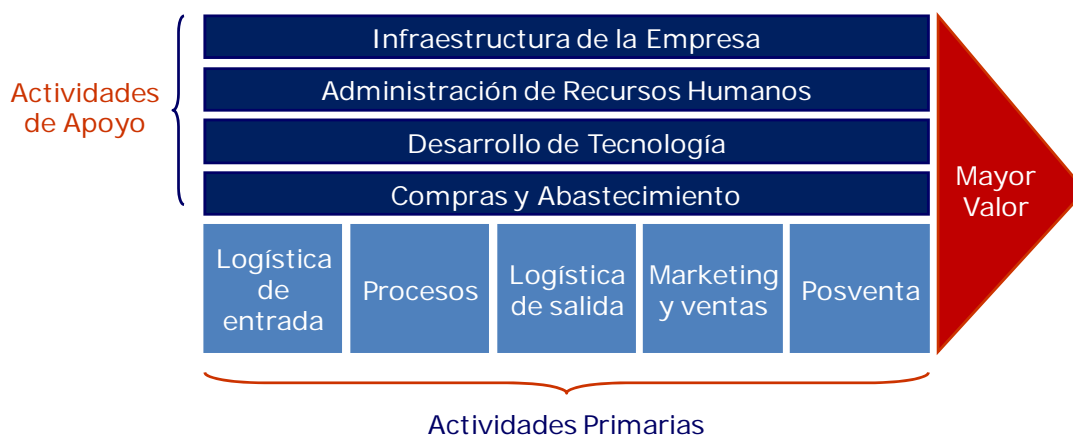 Infraestructura de la Empresa
Actividades
de Apoyo
Administración de Recursos Humanos
Desarrollo de Tecnología
Compras y Abastecimiento
Mayor
Valor
Logística
de
entrada
Procesos
Logística
de salida
Marketing
y ventas
Posventa
Actividades Primarias